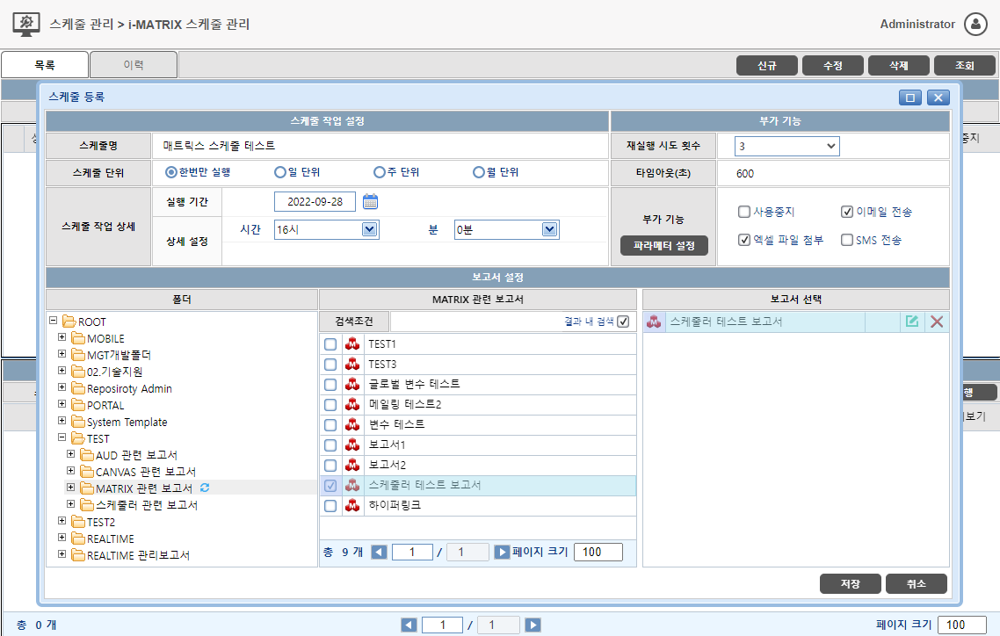 스케줄 관리 > i-MATRIX 스케줄 관리
Administrator
목록
이력
신규
수정
삭제
조회
스케줄 등록
스케줄 작업 설정
부가 기능
스케줄명
매트릭스 스케줄 테스트
재실행 시도 횟수
3
스케줄 단위
한번만 실행
일 단위
주 단위
월 단위
타임아웃(초)
600
스케줄 작업 상세
실행 기간
2022-09-28
상세 설정
시간
16시
분
0분
부가 기능
파라메터 설정
사용중지
이메일 전송
엑셀 파일 첨부
SMS 전송
중지
보고서 설정
폴더
MATRIX 관련 보고서
보고서 선택
ROOT
MOBILE
MGT개발폴더
02.기술지원
Reposiroty Admin
PORTAL
System Template
TEST
AUD 관련 보고서
CANVAS 관련 보고서
MATRIX 관련 보고서
스케줄러 관련 보고서
TEST2
REALTIME
REALTIME 관리보고서
검색조건
결과 내 검색
TEST1
TEST3
글로벌 변수 테스트
메일링 테스트2
변수 테스트
보고서1
보고서2
스케줄러 테스트 보고서
하이퍼링크
총 9 개
1 / 1
페이지 크기 100
스케줄러 테스트 보고서
행
보기
저장
취소
총 0 개
1 / 1
페이지 크기 100